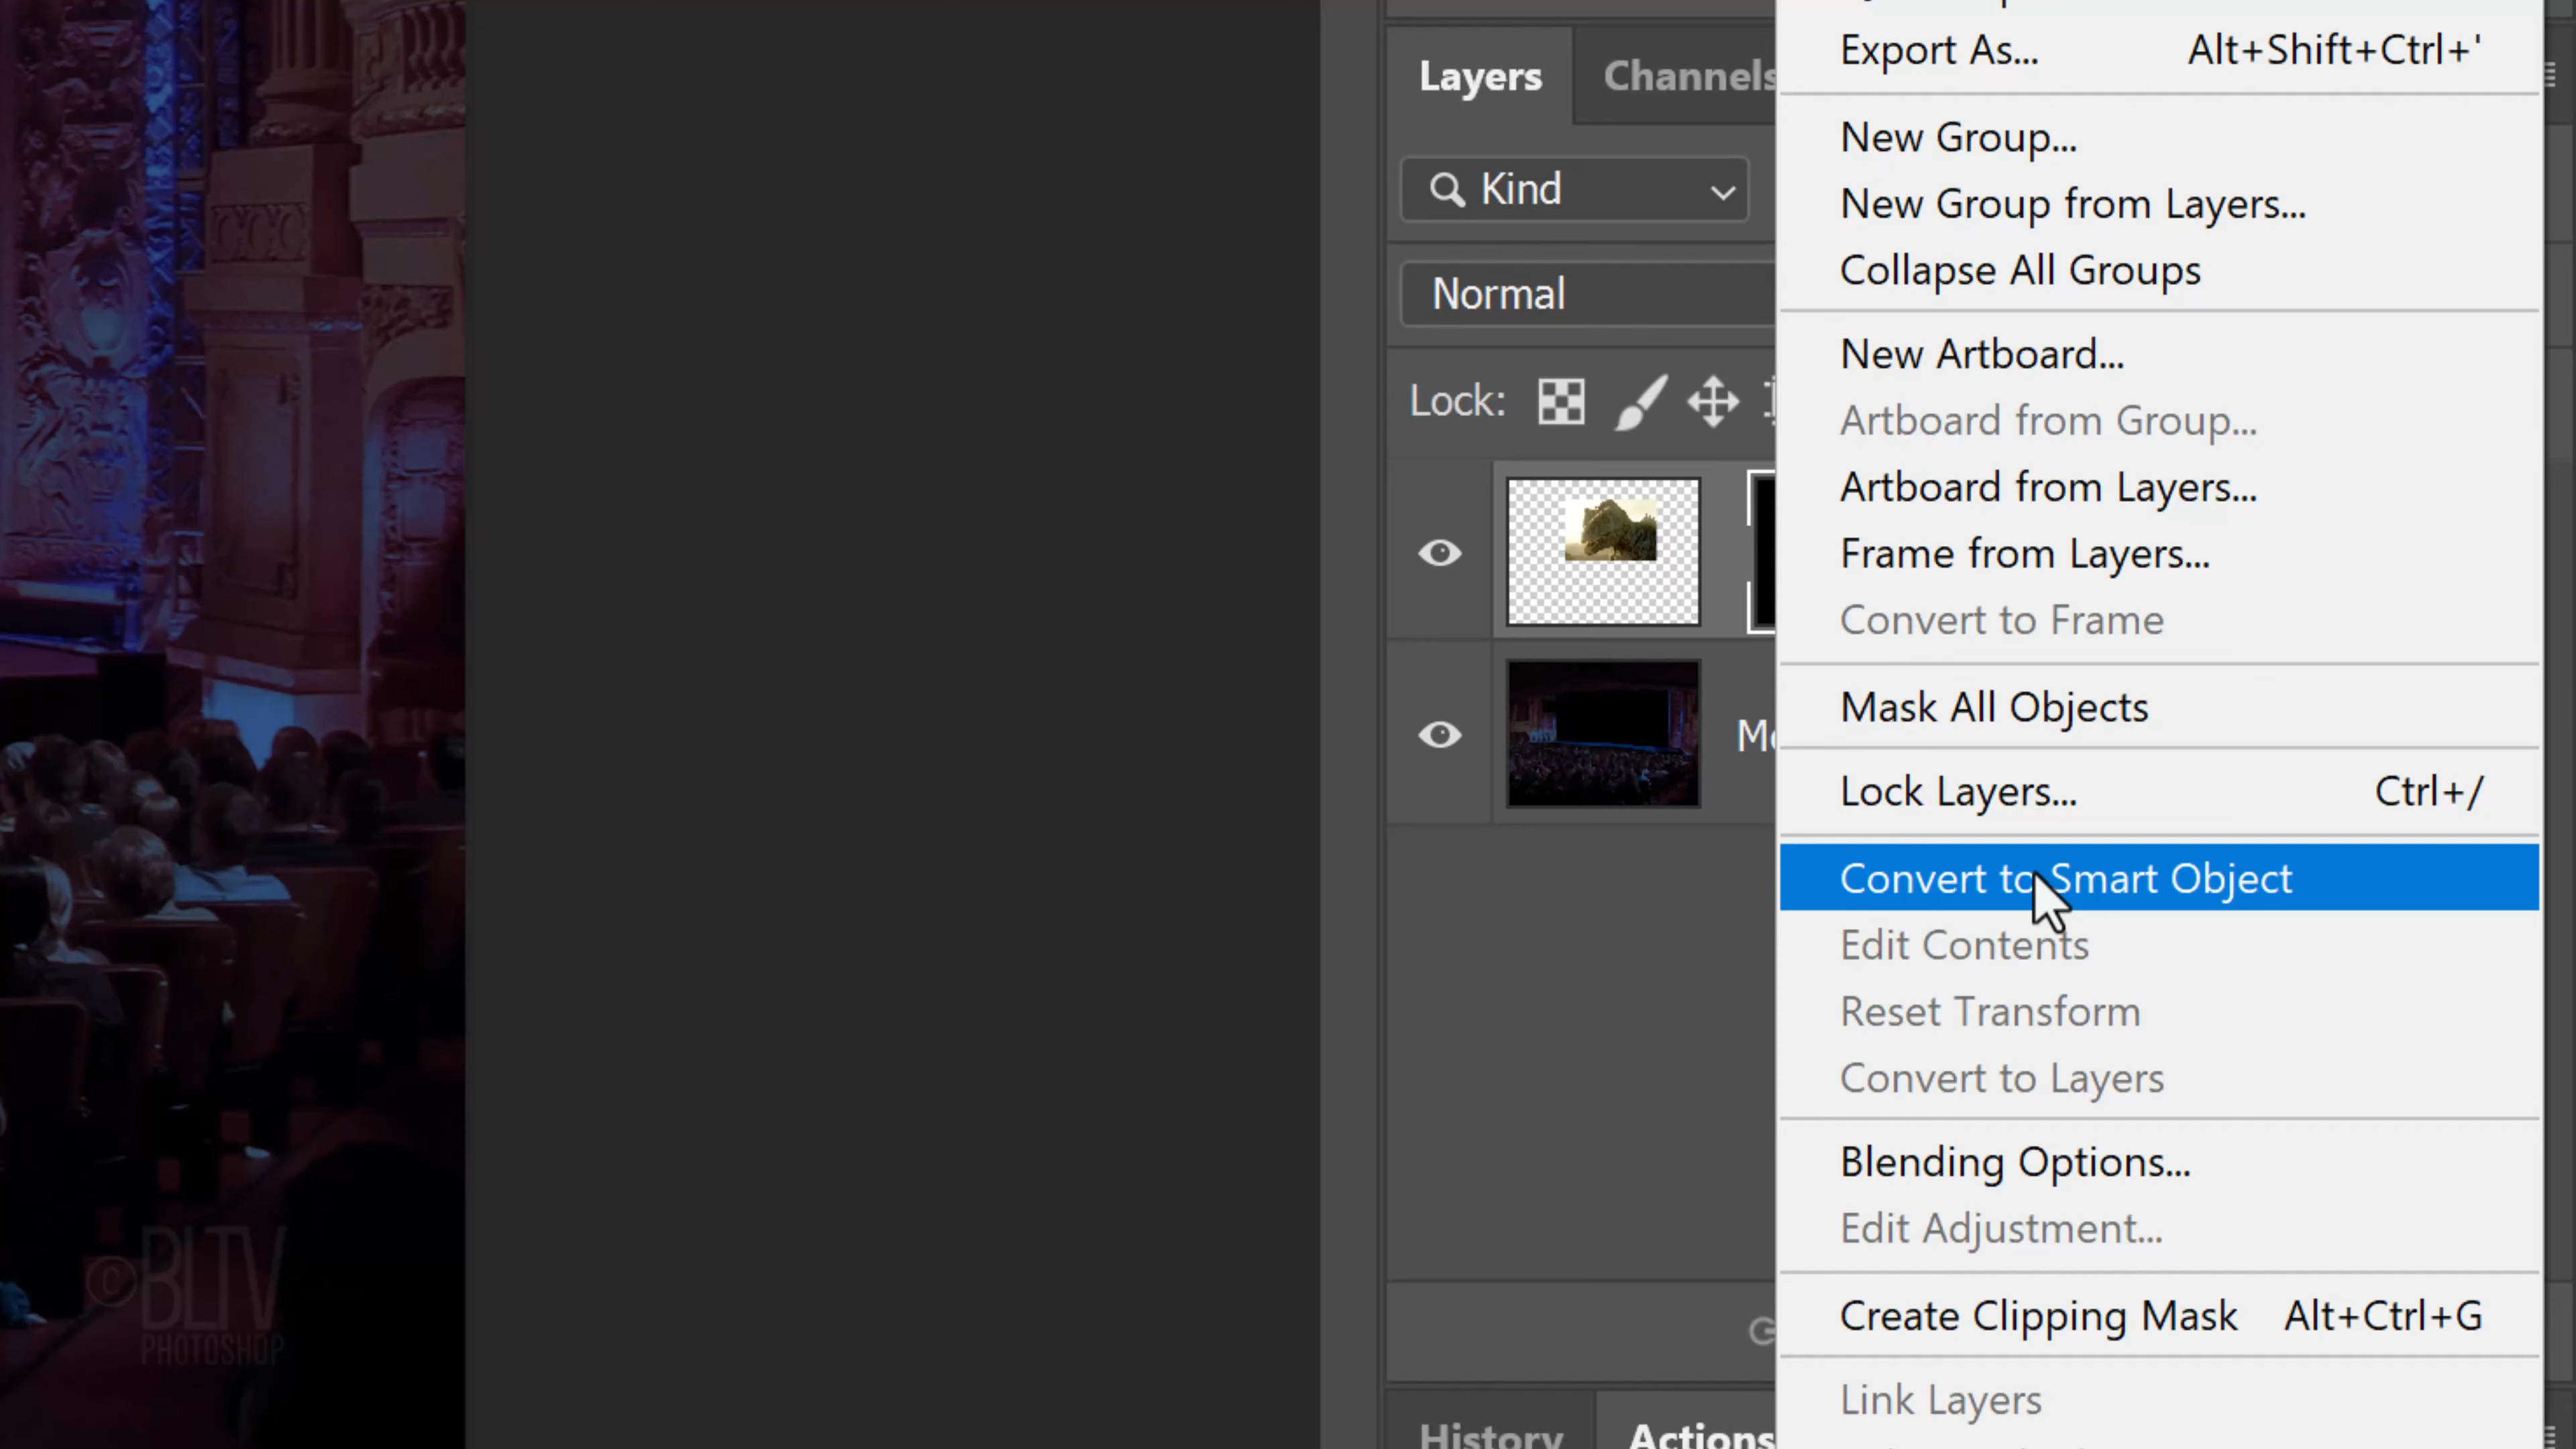 Layers
Channels
Kind
Normal
Lock:
Export As... Alt+Shift+Ctrl+'
New Group...
New Group from Layers...
Collapse All Groups
New Artboard...
Artboard from Group...
Artboard from Layers...
Frame from Layers...
Convert to Frame
Mask All Objects
Lock Layers... Ctrl+/
Convert to Smart Object
Edit Contents
Reset Transform
Convert to Layers
Blending Options...
Edit Adjustment...
Create Clipping Mask Alt+Ctrl+G
Link Layers
History
Actions
© BLTV
PHOTOSHOP